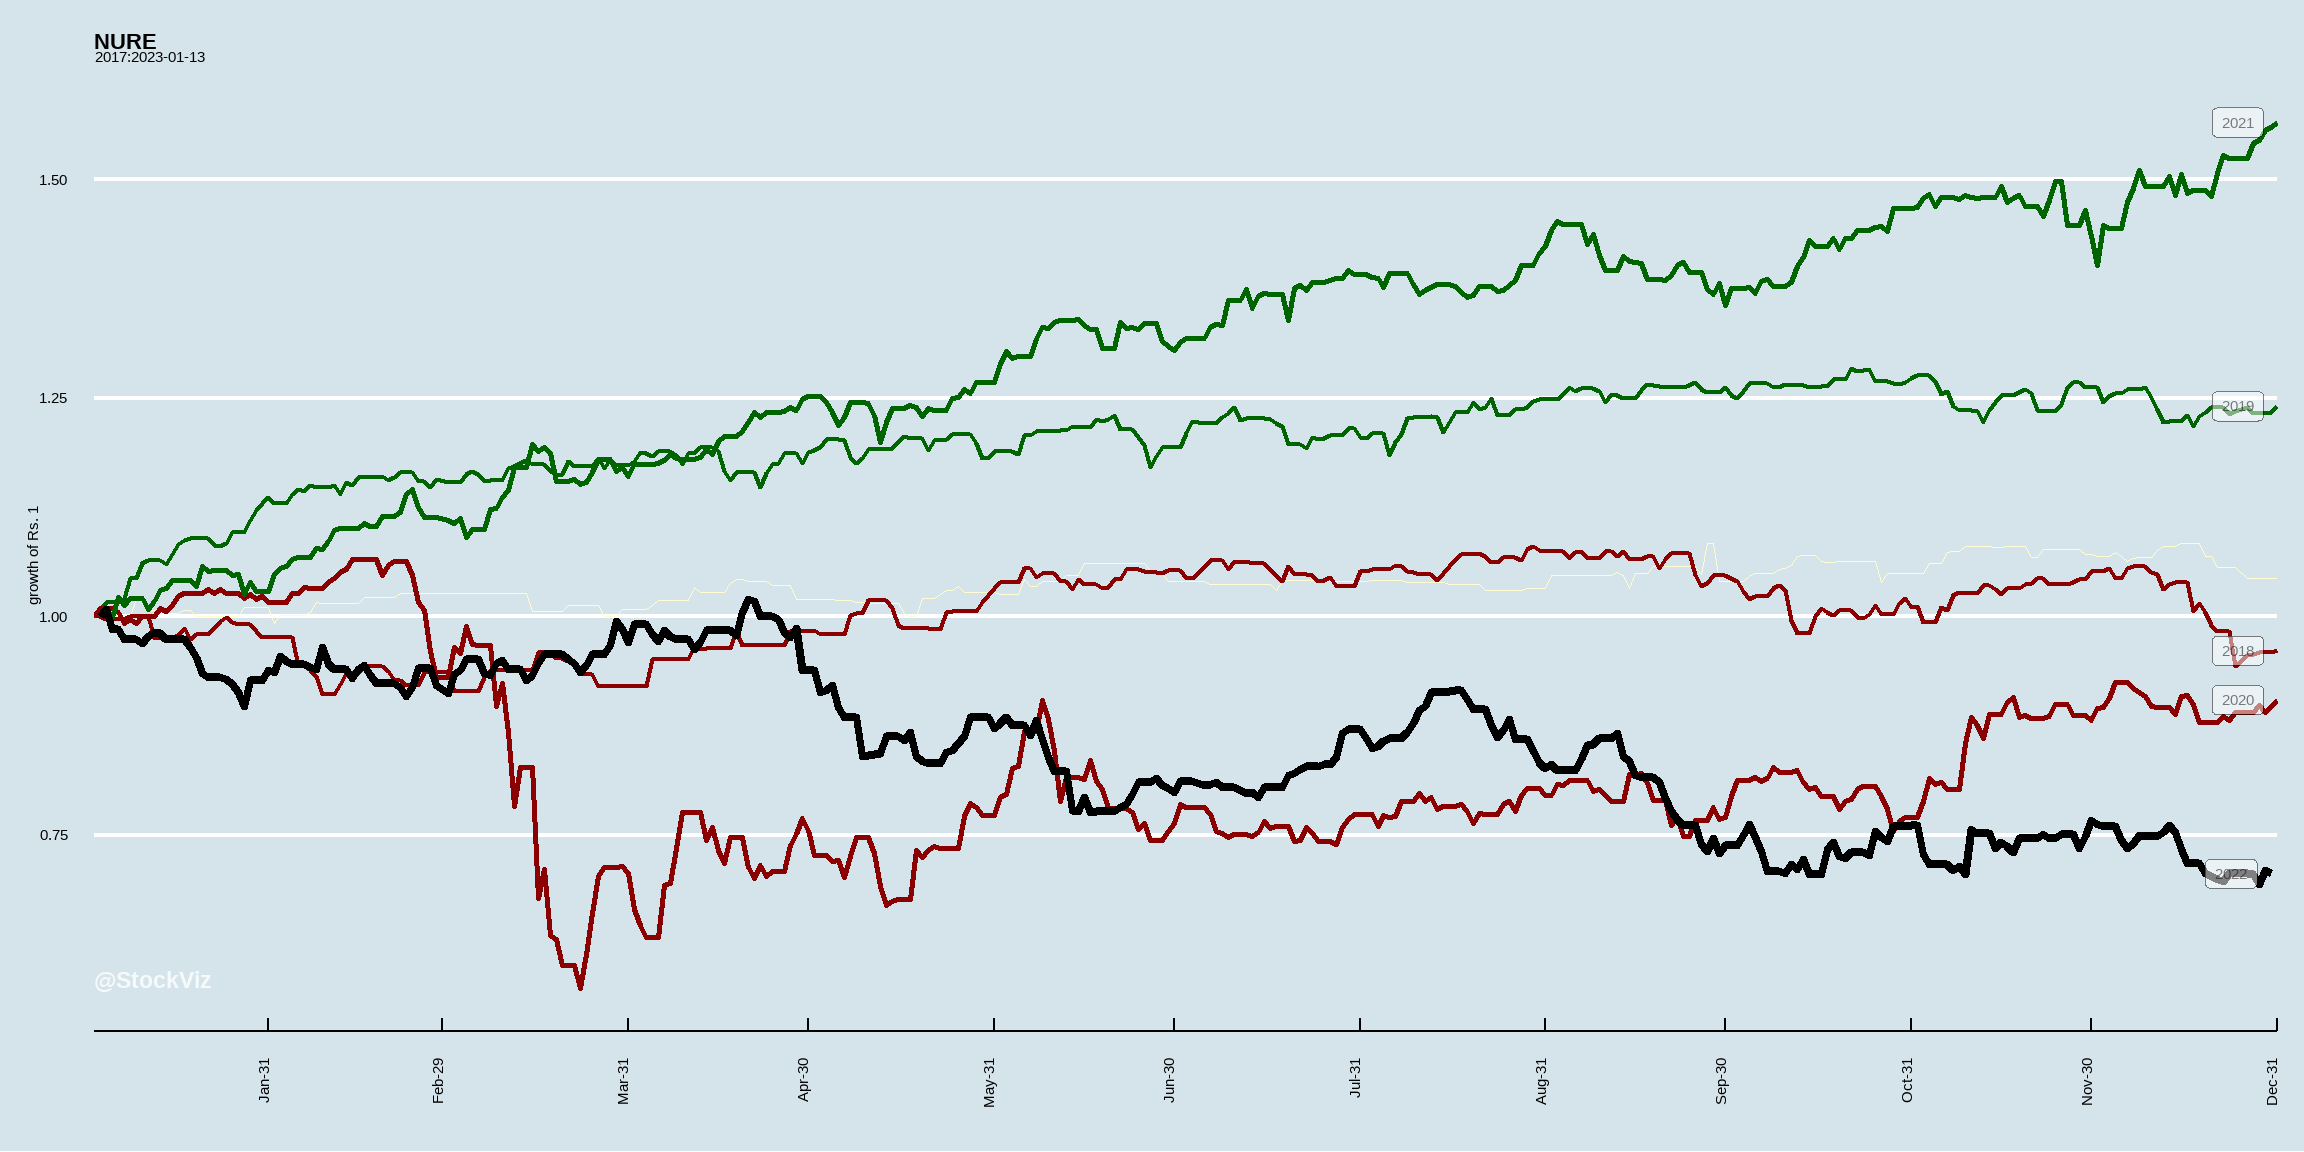 NURE
2017:2023-01-13
2021
1.50
1.25
2019
growth of Rs. 1
1.00
2018
2020
0.75
2022
@StockViz
Jan-31
Feb-29
Mar-31
Apr-30
May-31
Jun-30
Jul-31
Aug-31
Sep-30
Oct-31
Nov-30
Dec-31